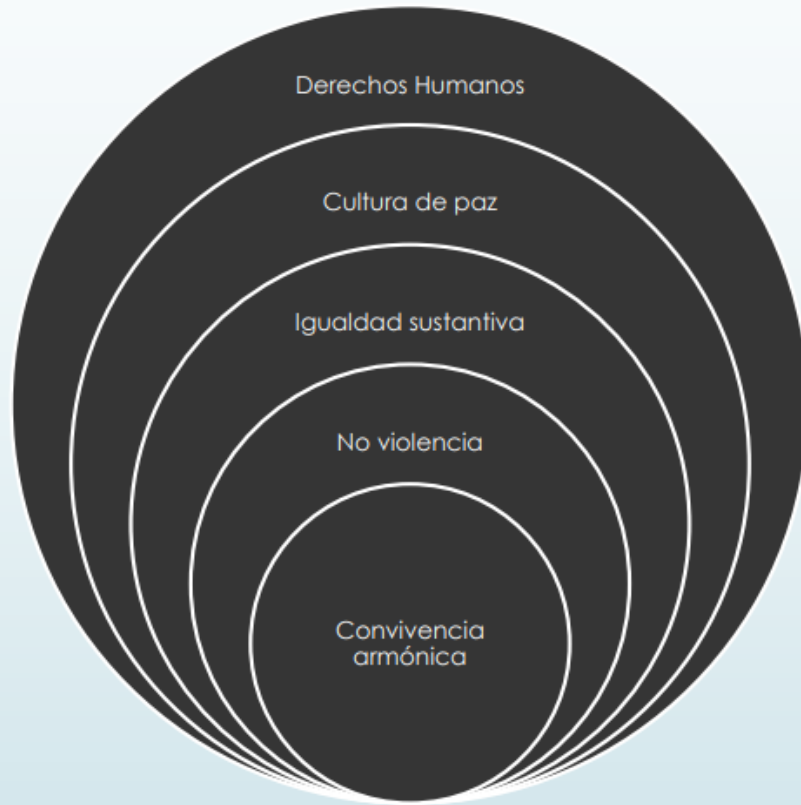 Derechos Humanos
Cultura de paz
Igualdad sustantiva
No violencia
Convivencia
armónica